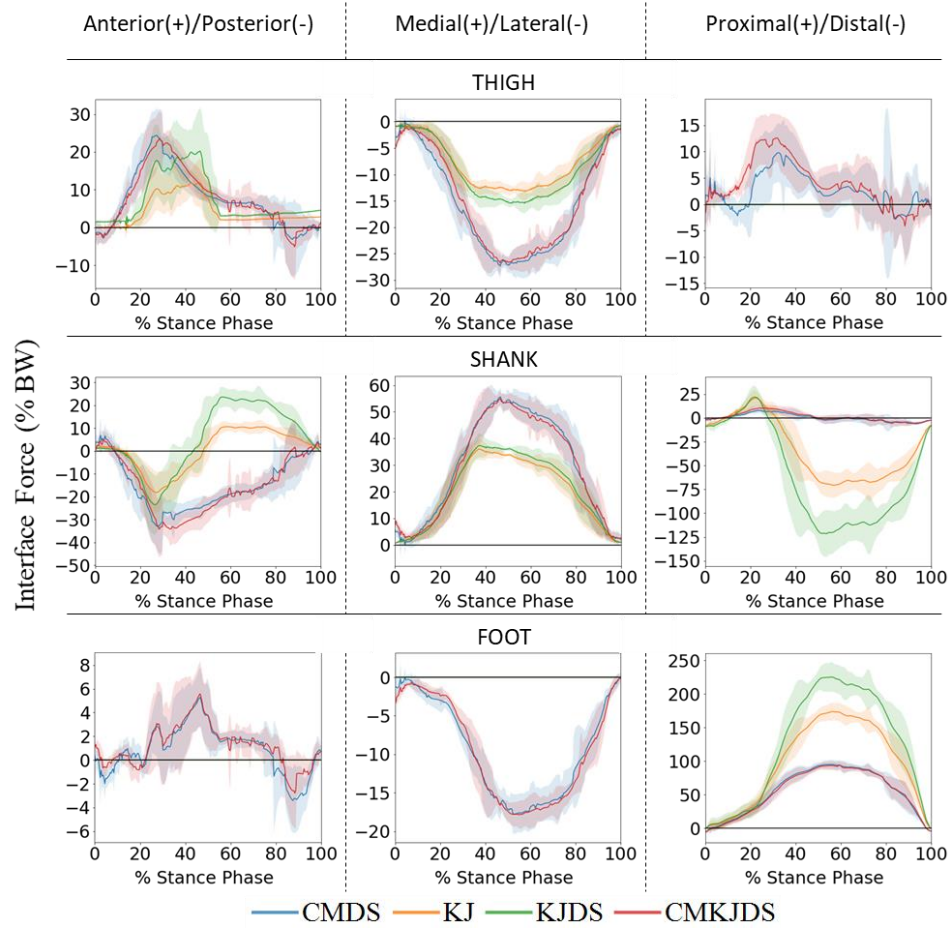 Anterior(+)/Posterior(-) Medial(+)/Lateral(-) Proximal(+)/Distal(-)
THIGH
30
20
10
0
−10
0 20 40 60 80 100
% Stance Phase
0
−5
−10
−15
−20
−25
−30
0 20 40 60 80 100
% Stance Phase
15
10
5
0
−5
−10
−15
0 20 40 60 80 100
% Stance Phase
Interface Force (% BW)
SHANK
30
20
10
0
−10
−20
−30
−40
−50
0 20 40 60 80 100
% Stance Phase
60
50
40
30
20
10
0
0 20 40 60 80 100
% Stance Phase
25
0
−25
−50
−75
−100
−125
−150
0 20 40 60 80 100
% Stance Phase
FOOT
8
6
4
2
0
−2
−4
−6
0 20 40 60 80 100
% Stance Phase
0
−5
−10
−15
−20
0 20 40 60 80 100
% Stance Phase
250
200
150
100
50
0
0 20 40 60 80 100
% Stance Phase
CMDS KJ KJDS CMKJDS